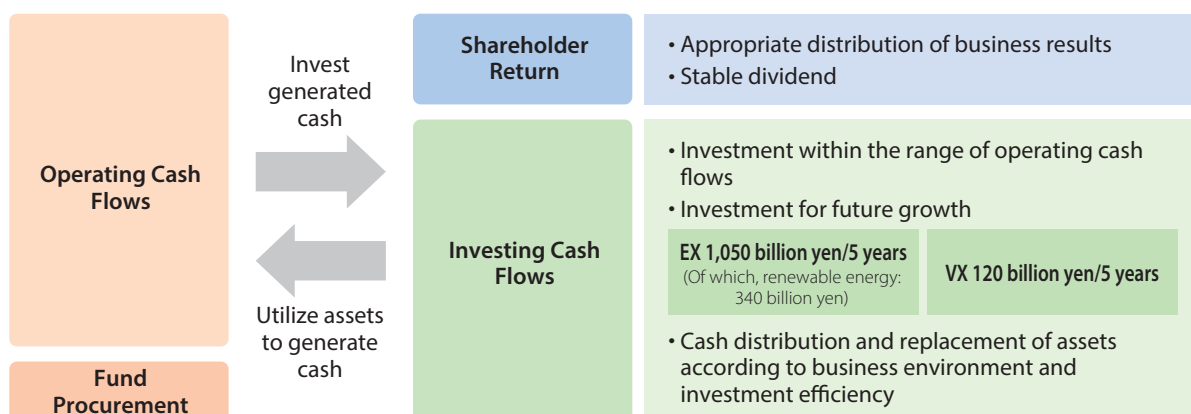 Operating Cash
Flows
Fund
Procurement
Invest
generated
cash
Utilize assets
to generate
cash
Shareholder
Return
• Appropriate distribution of business results
• Stable dividend
Investing Cash
Flows
• Investment within the range of operating cash
flows
• Investment for future growth
EX 1,050 billion yen/5 years
(Of which, renewable energy:
340 billion yen)
VX 120 billion yen/5 years
• Cash distribution and replacement of assets
according to business environment and
investment efficiency